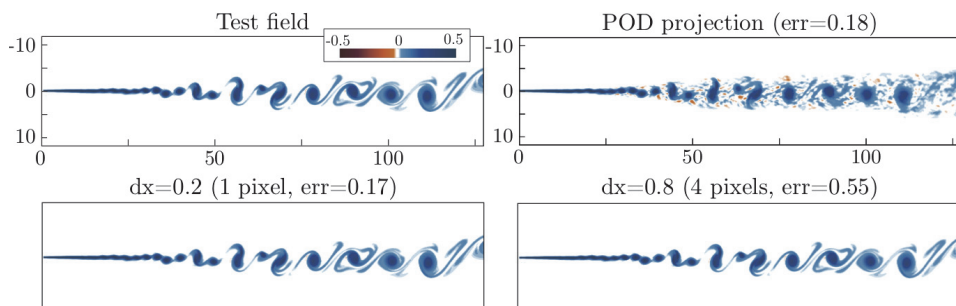 Test field
POD projection (err=0.18)
-0.5 0 0.5
-10
0
10
0 50 100
-10
0
10
0 50 100
dx=0.2 (1 pixel, err=0.17)
dx=0.8 (4 pixels, err=0.55)